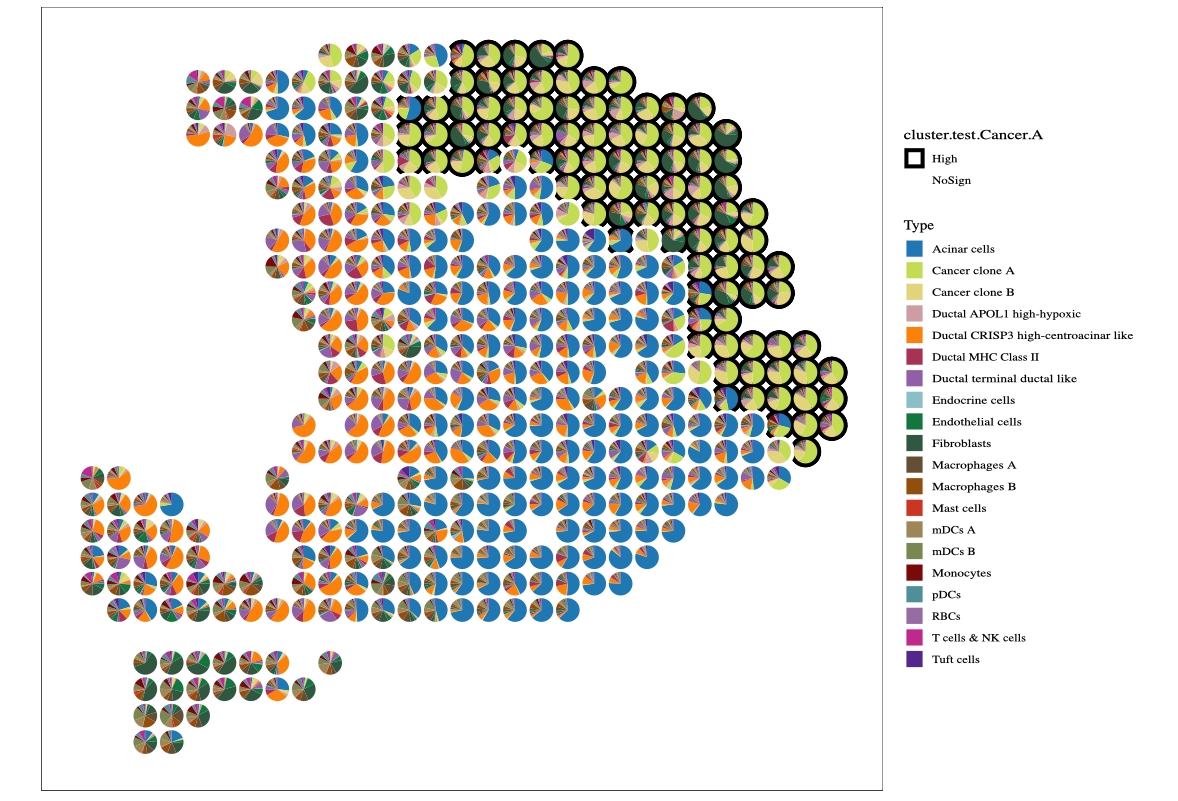 cluster.test.Cancer.A
High
NoSign
Type
Acinar cells
Cancer clone A
Cancer clone B
Ductal APOL1 high-hypoxic
Ductal CRISP3 high-centroacinar like
Ductal MHC Class II
Ductal terminal ductal like
Endocrine cells
Endothelial cells
Fibroblasts
Macrophages A
Macrophages B
Mast cells
mDCs A
mDCs B
Monocytes
pDCs
RBCs
T cells & NK cells
Tuft cells